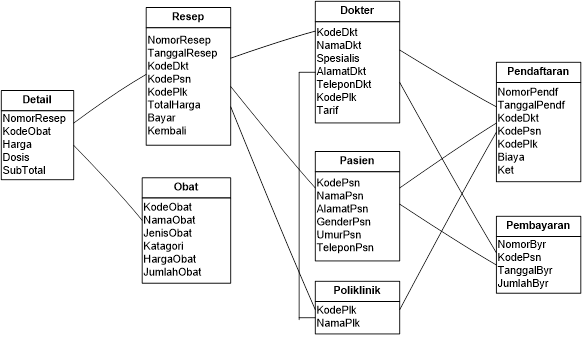 Detail
NomorResep
KodeObat
Harga
Dosis
SubTotal
Resep
NomorResep
TanggalResep
KodeDkt
KodePsn
KodePlk
TotalHarga
Bayar
Kembali
Obat
KodeObat
NamaObat
JenisObat
Katagori
HargaObat
JumlahObat
Dokter
KodeDkt
NamaDkt
Spesialis
AlamatDkt
TeleponDkt
KodePlk
Tarif
Pasien
KodePsn
NamaPsn
AlamatPsn
GenderPsn
UmurPsn
TeleponPsn
Poliklinik
KodePlk
NamaPlk
Pendaftaran
NomorPendf
TanggalPendf
KodeDkt
KodePsn
KodePlk
Biaya
Ket
Pembayaran
NomorByr
KodePsn
TanggalByr
JumlahByr